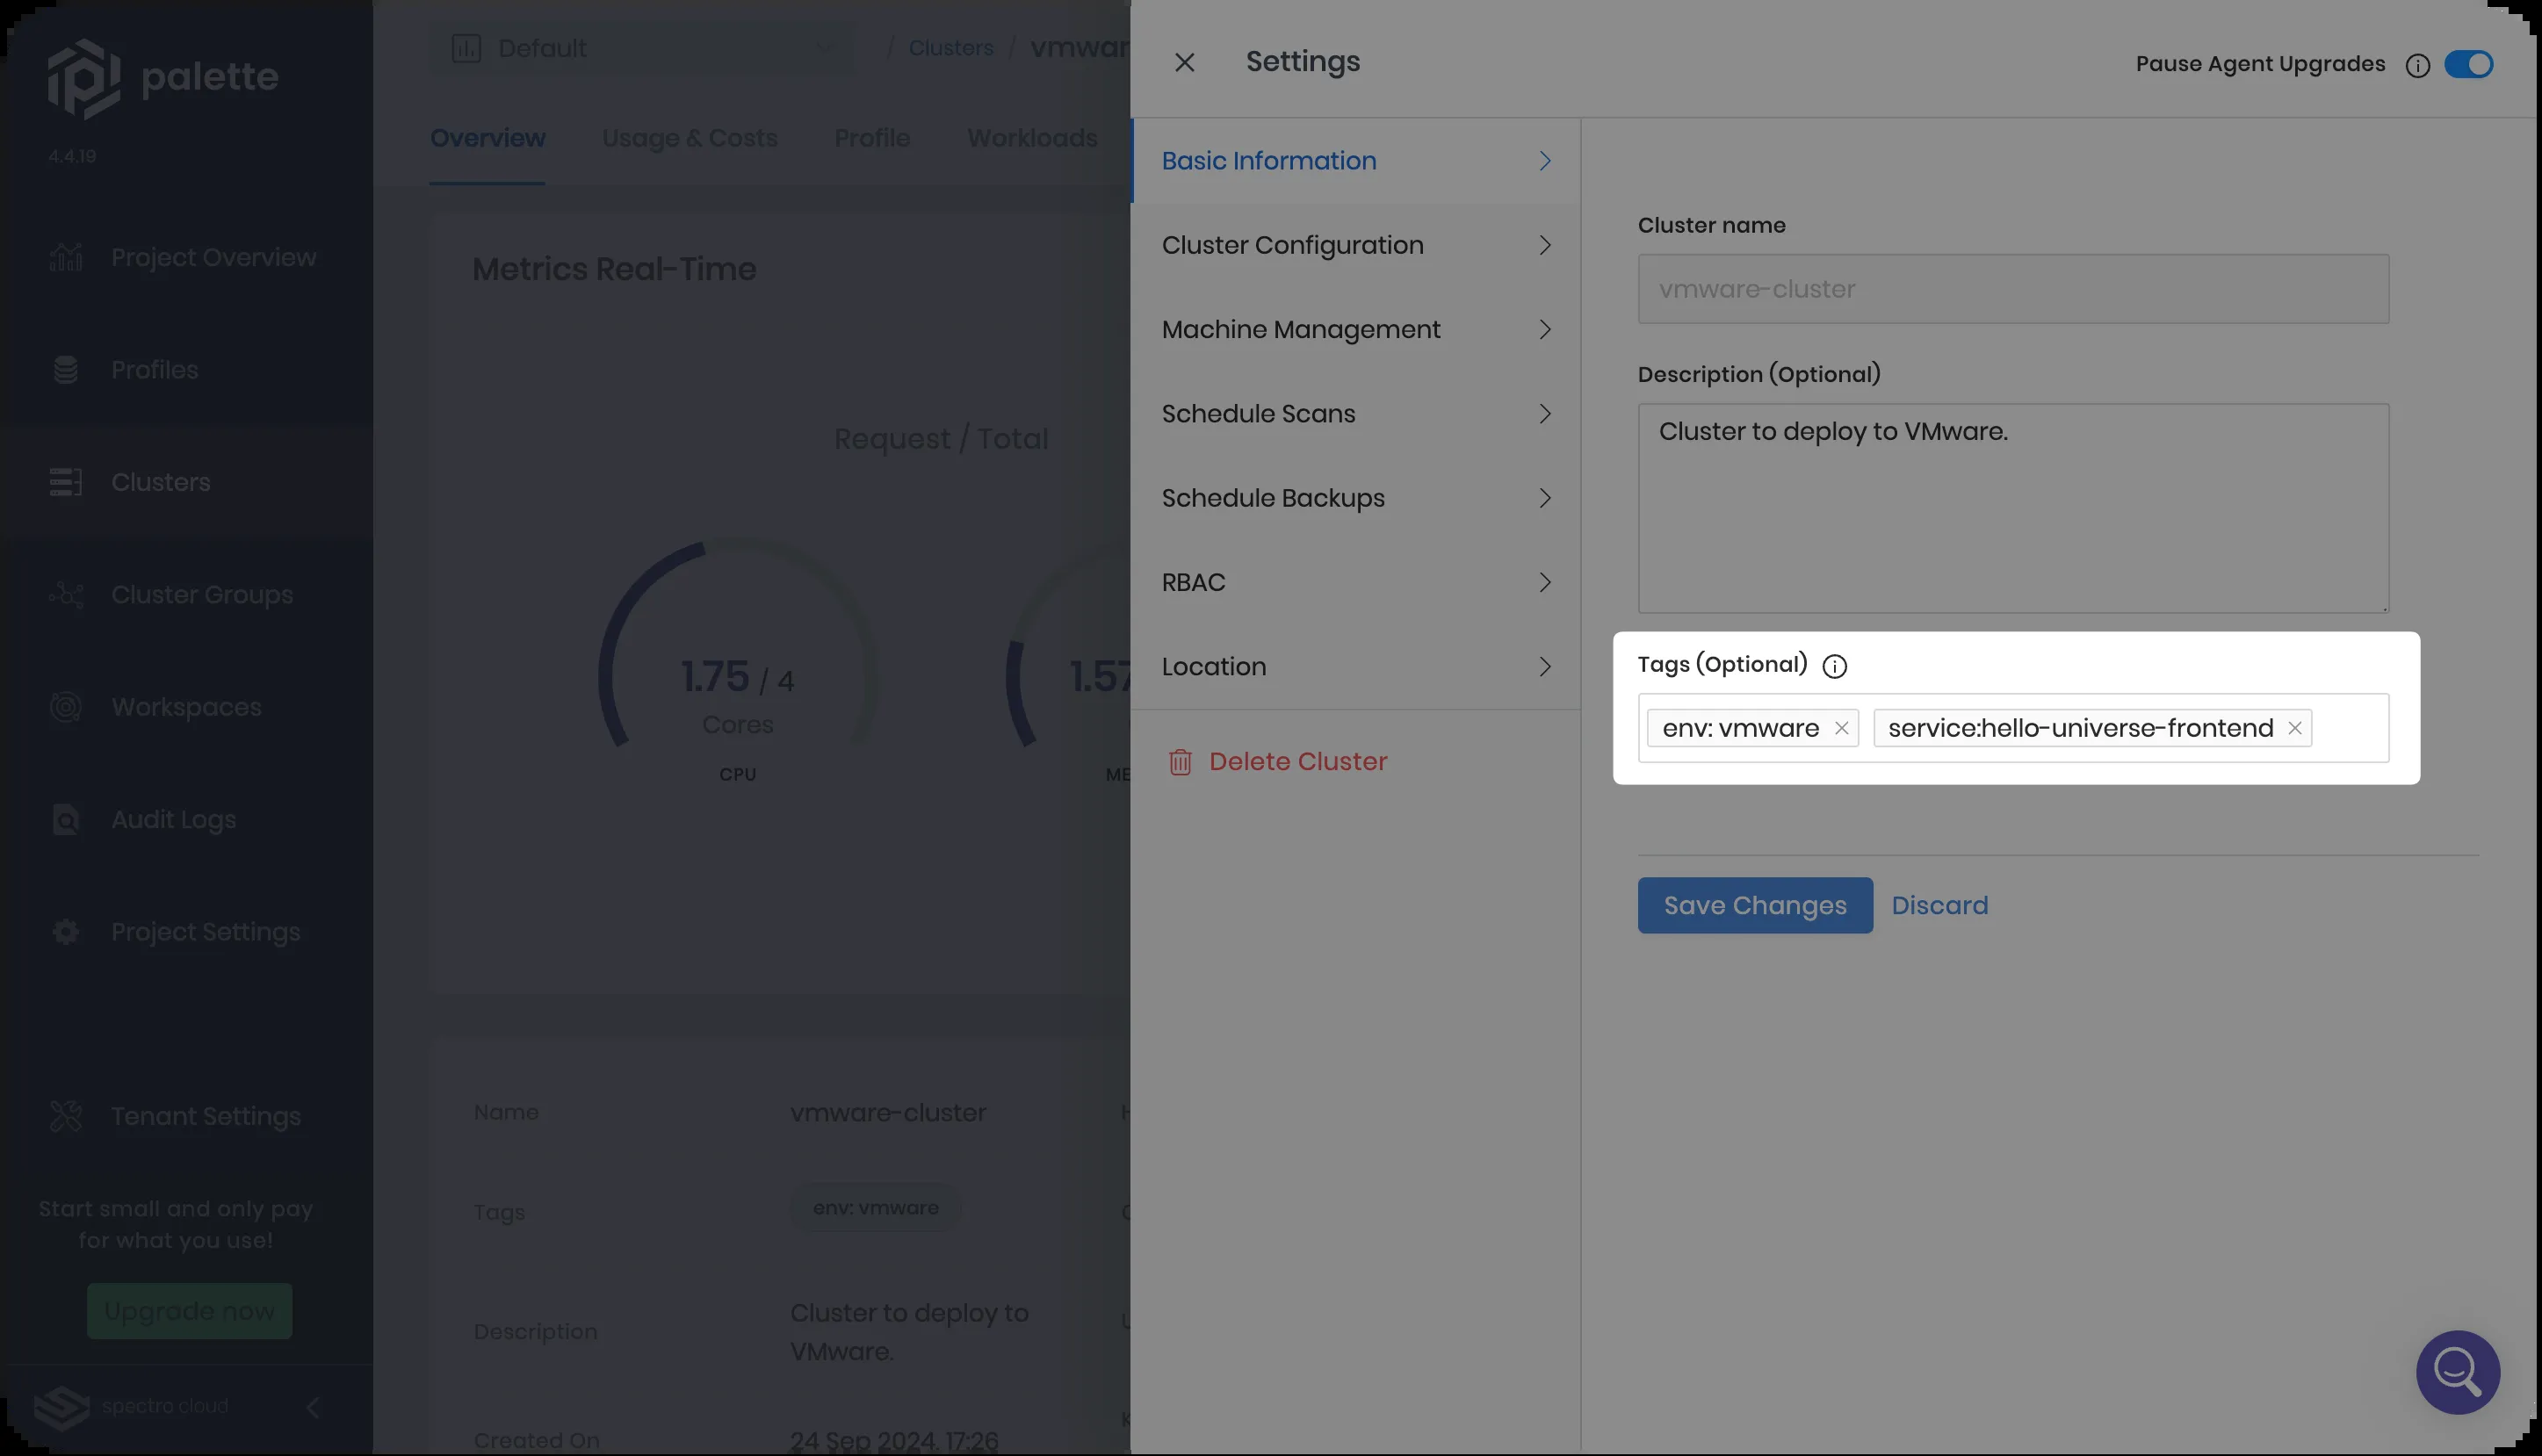 palette
4.4.19
Project Overview
Profiles
Clusters
Cluster Groups
Workspaces
Audit Logs
Project Settings
Tenant Settings
Start small and only pay
for what you use!
Upgrade now
spectro cloud
Default
/ Clusters / vmwar
Overview Usage & Costs Profile Workloads
Metrics Real-Time
Request / Total
1.75 / 4
Cores
CPU
1.57
ME
Name vmware-cluster
Tags env: vmware
Description Cluster to deploy to
VMware.
Created On 24 Sep 2024, 17:26
Settings
Pause Agent Upgrades
Basic Information
Cluster Configuration
Machine Management
Schedule Scans
Schedule Backups
RBAC
Location
Delete Cluster
Cluster name
vmware-cluster
Description (Optional)
Cluster to deploy to VMware.
Tags (Optional)
env: vmware service:hello-universe-frontend
Save Changes Discard